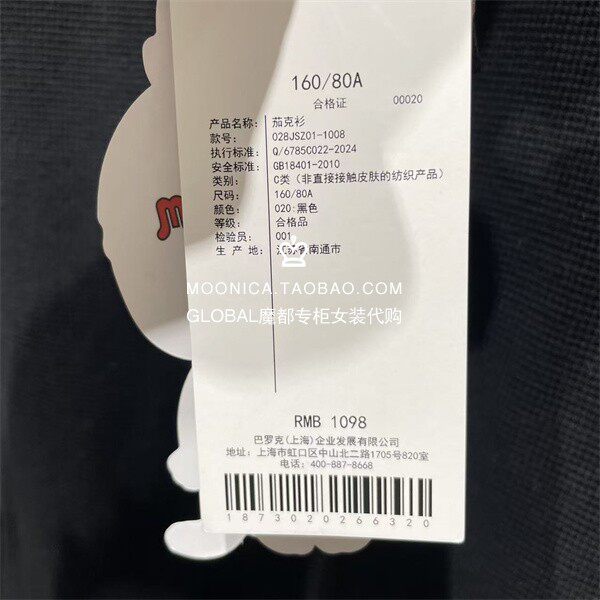 160/80A
合格证 00020
产品名称: 茄克衫
款号: 028JSZ01-1008
执行标准: Q/6785C022-2024
安全标准: GB18401-2010
类别: C类(非直接接触皮肤的纺织产品)
尺码: 160/80A
颜色: 020:黑色
等级: 合格品
检验员: 001
生产地: 江苏省南通市
MOONICA.TAOBAO.COM
GLOBAL魔都专柜女装代购
RMB 1098
巴罗克(上海)企业发展有限公司
地址: 上海市虹口区中山北二路1705号820室
电话: 400-887-8668
1873020266320